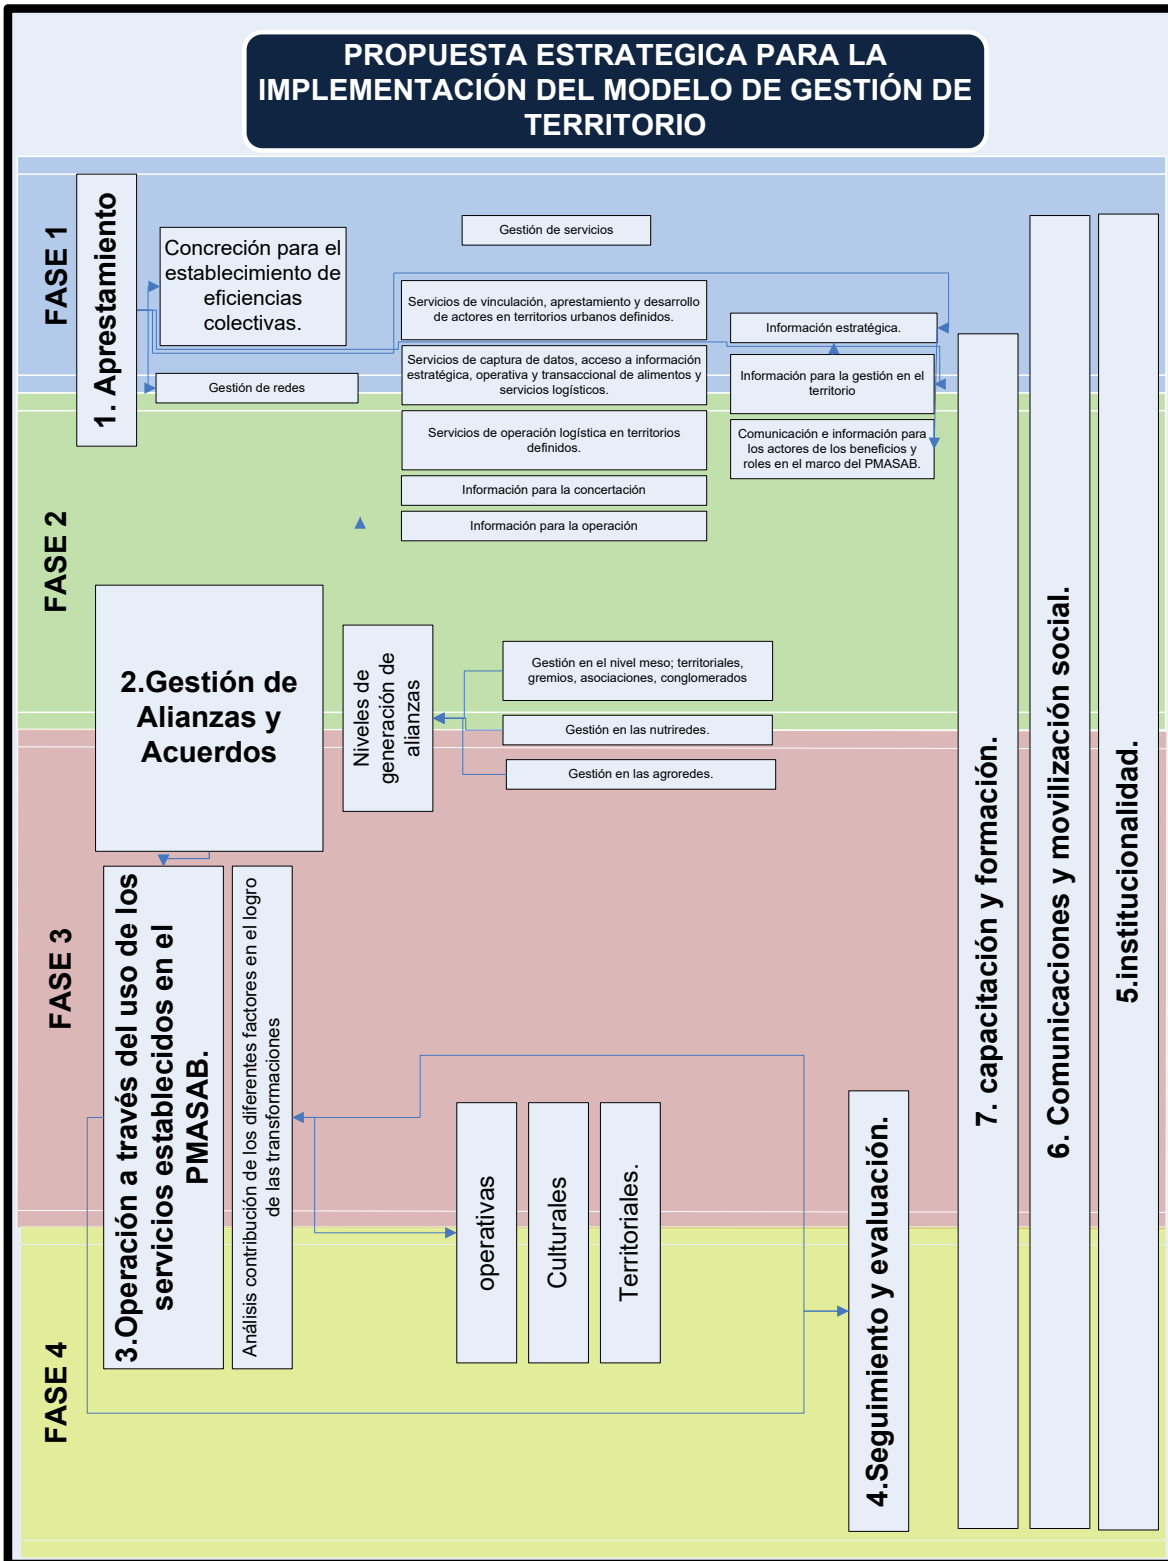 PROPUESTA ESTRATEGICA PARA LA
IMPLEMENTACIÓN DEL MODELO DE GESTIÓN DE
TERRITORIO
FASE 1
1. Aprestamiento
Concreción para el
establecimiento de
eficiencias
colectivas.
Gestión de redes
Gestión de servicios
Servicios de vinculación, aprestamiento y desarrollo
de actores en territorios urbanos definidos.
Servicios de captura de datos, acceso a información
estratégica, operativa y transaccional de alimentos y
servicios logísticos.
Servicios de operación logística en territorios
definidos.
Información para la concertación
Información para la operación
Información estratégica.
Información para la gestión en el
territorio
Comunicación e información para
los actores de los beneficios y
roles en el marco del PMASAB.
FASE 2
2.Gestión de
Alianzas y
Acuerdos
Niveles de
generación de
alianzas
Gestión en el nivel meso; territoriales,
gremios, asociaciones, conglomerados
Gestión en las nutriredes.
Gestión en las agroredes.
FASE 3
3.Operación a través del uso de los
servicios establecidos en el
PMASAB.
Análisis contribución de los diferentes factores en el logro
de las transformaciones
operativas
Culturales
Territoriales.
FASE 4
4.Seguimiento y evaluación.
7. capacitación y formación.
6. Comunicaciones y movilización social.
5.institucionalidad.